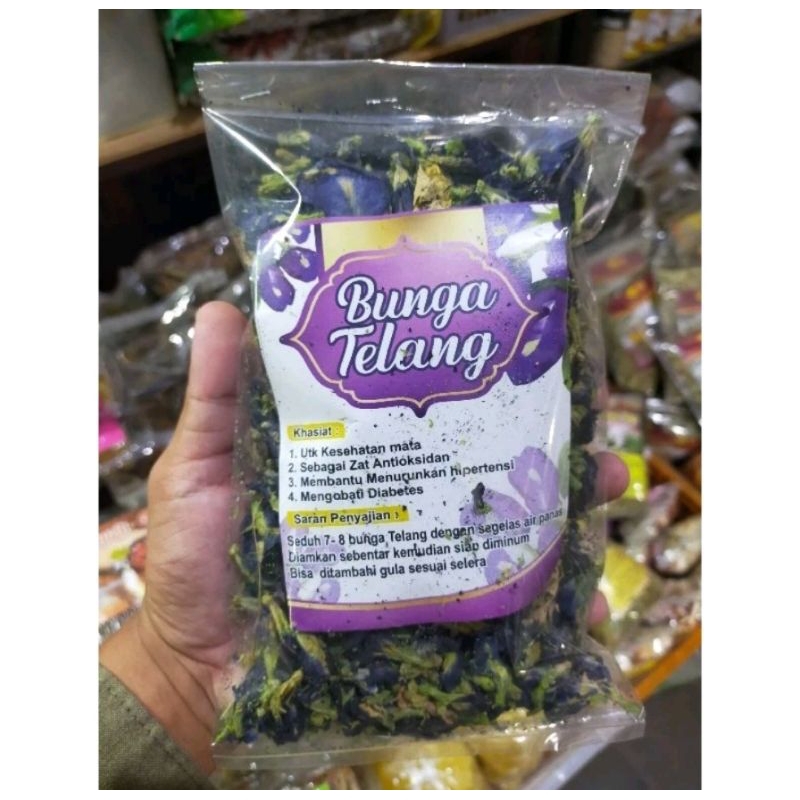 Bunga
Telang
Khasiat :
1. Utk Kesehatan mata
2. Sebagai Zat Antioksidan
3. Membantu Menurunkan hipertensi
4. Mengobati Diabetes
Saran Penyajian :
Seduh 7- 8 bunga Telang dengan segelas air panas
Diamkan sebentar kemudian siap diminum
Bisa ditambahi gula sesuai selera